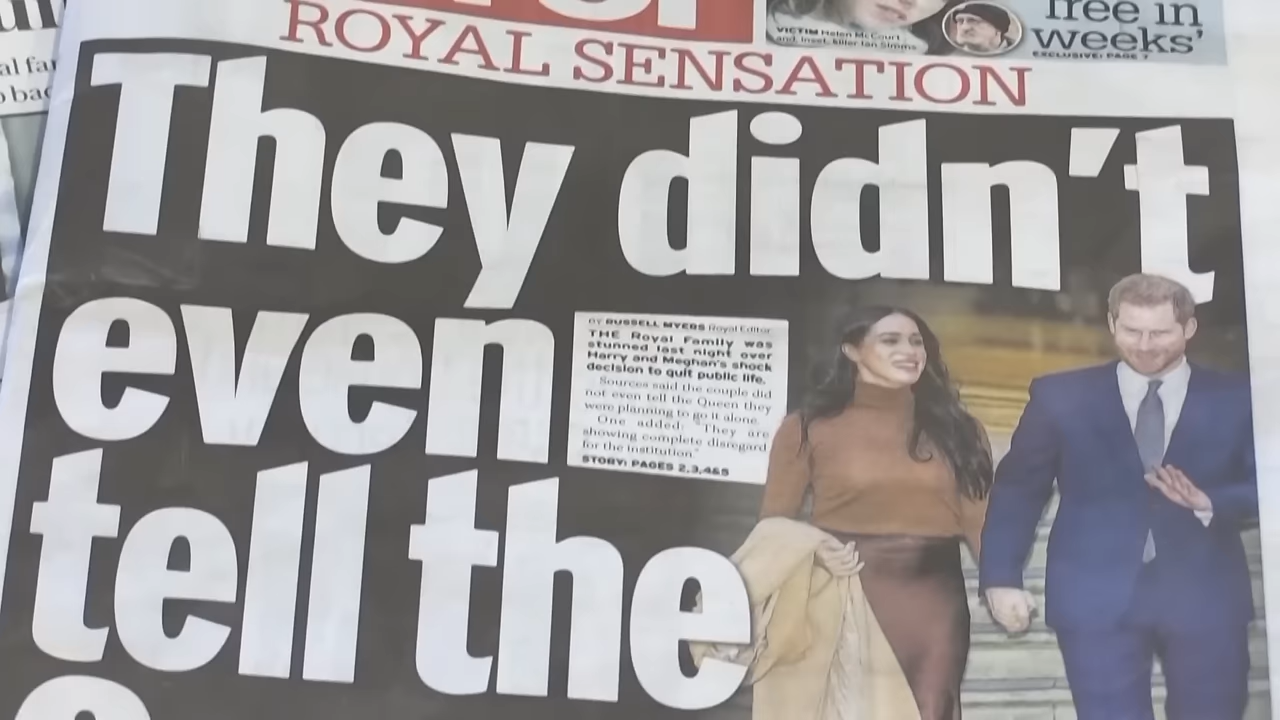 VICTIM Helen McCourt
and, inset, killer Ian Simms
free in
weeks'
EXCLUSIVE: PAGE 7
ROYAL SENSATION
They didn't
even
tell the
BY RUSSELL MYERS Royal Editor
THE Royal Family was
stunned last night over
Harry and Meghan's shock
decision to quit public life.
Sources said the couple did
not even tell the Queen they
were planning to go it alone.
One added: "They are
showing complete disregard
for the institution."
STORY: PAGES 2,3,4&5